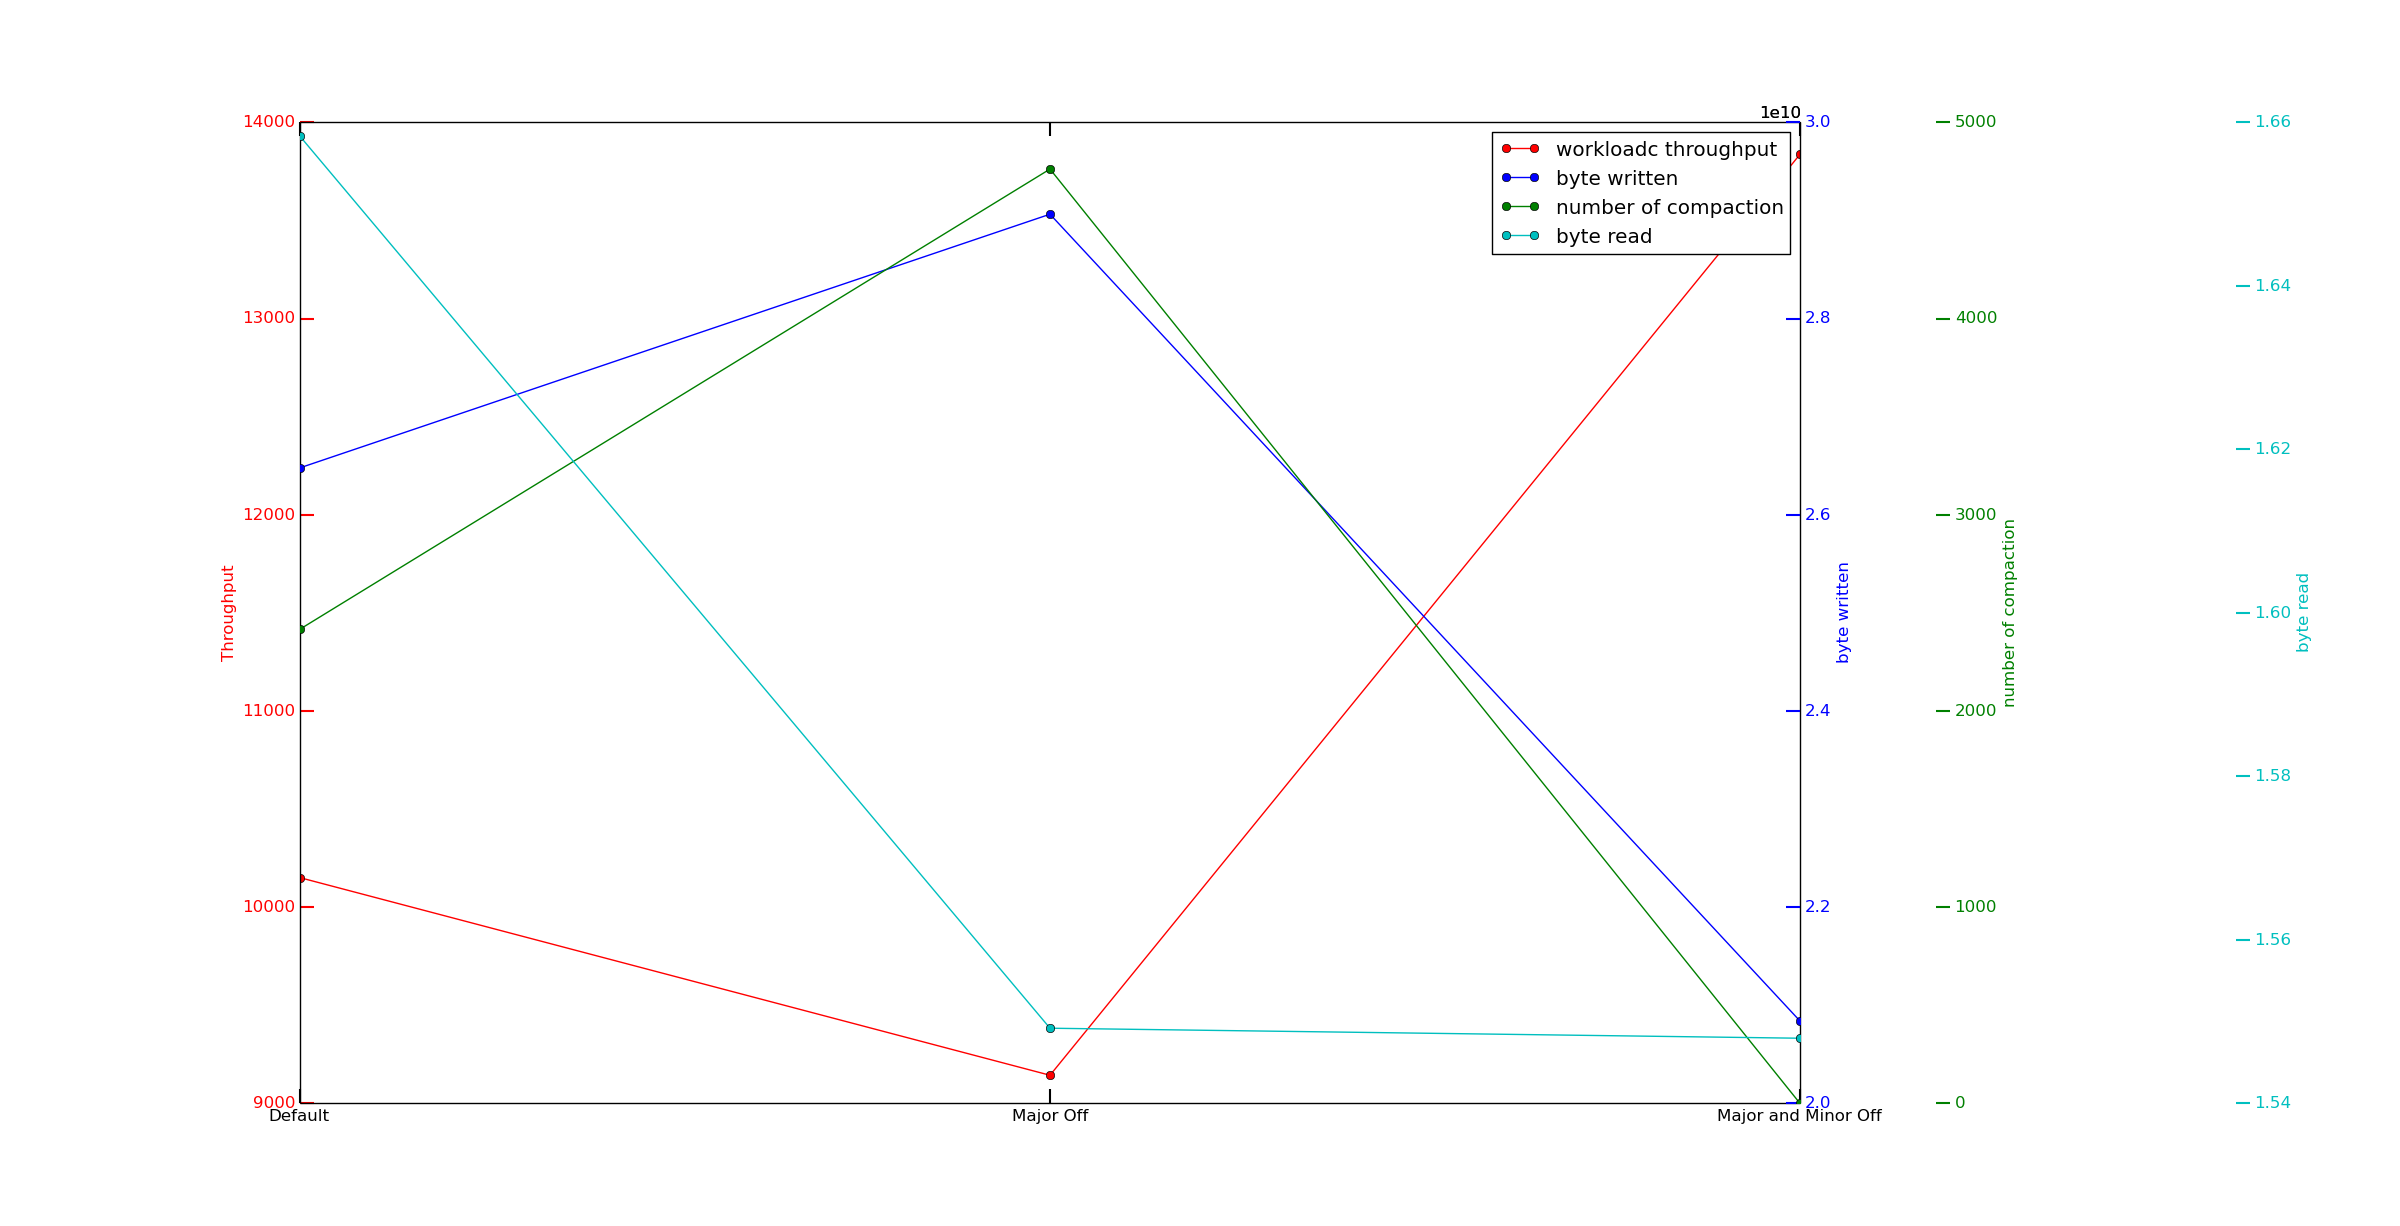 1e10
14000
13000
12000
11000
10000
9000
Throughput
workloadc throughput
byte written
number of compaction
byte read
3.0
2.8
2.6
2.4
2.2
2.0
byte written
5000
4000
3000
2000
1000
0
number of compaction
1.66
1.64
1.62
1.60
1.58
1.56
1.54
byte read
Default
Major Off
Major and Minor Off